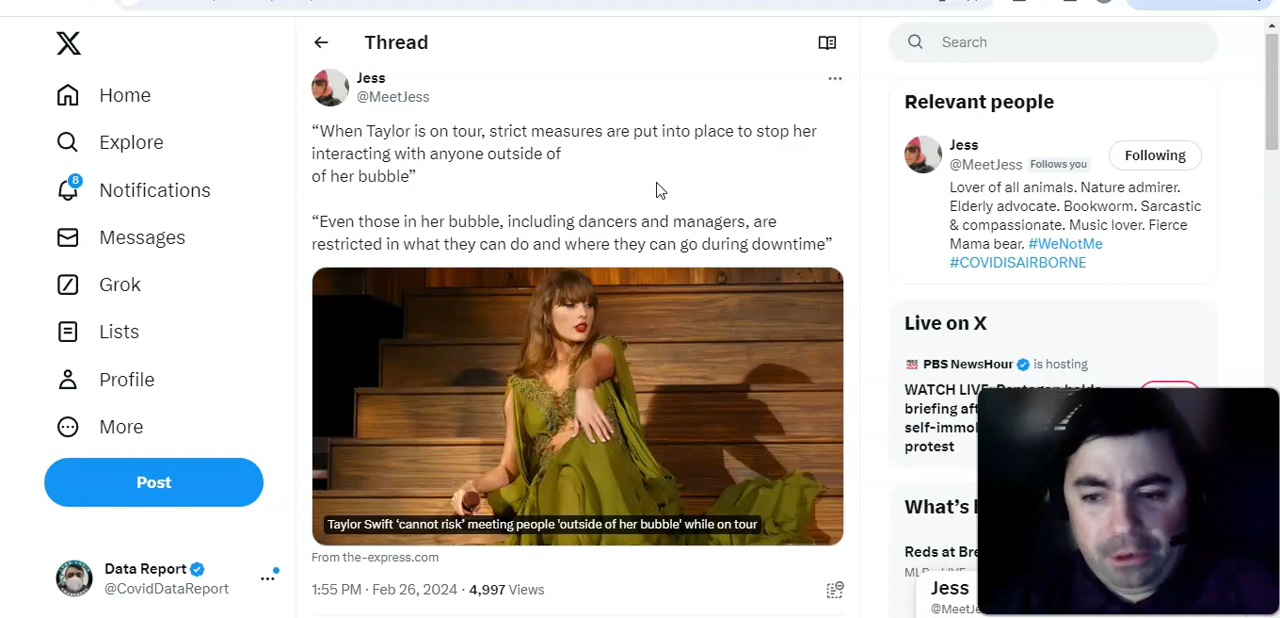 Home
Explore
8
Notifications
Messages
Grok
Lists
Profile
More
Post
Data Report
@CovidDataReport
Thread
Jess
@MeetJess
“When Taylor is on tour, strict measures are put into place to stop her
interacting with anyone outside of
of her bubble”
“Even those in her bubble, including dancers and managers, are
restricted in what they can do and where they can go during downtime”
Taylor Swift ‘cannot risk’ meeting people 'outside of her bubble' while on tour
From the-express.com
1:55 PM · Feb 26, 2024 · 4,997 Views
Search
Relevant people
Jess
@MeetJess Follows you
Following
Lover of all animals. Nature admirer.
Elderly advocate. Bookworm. Sarcastic
& compassionate. Music lover. Fierce
Mama bear. #WeNotMe
#COVIDISAIRBORNE
Live on X
PBS NewsHour is hosting
WATCH LIVE: Pentagon holds
briefing aft
self-immol
protest
What's
Reds at Bre
Jess
@MeetJe